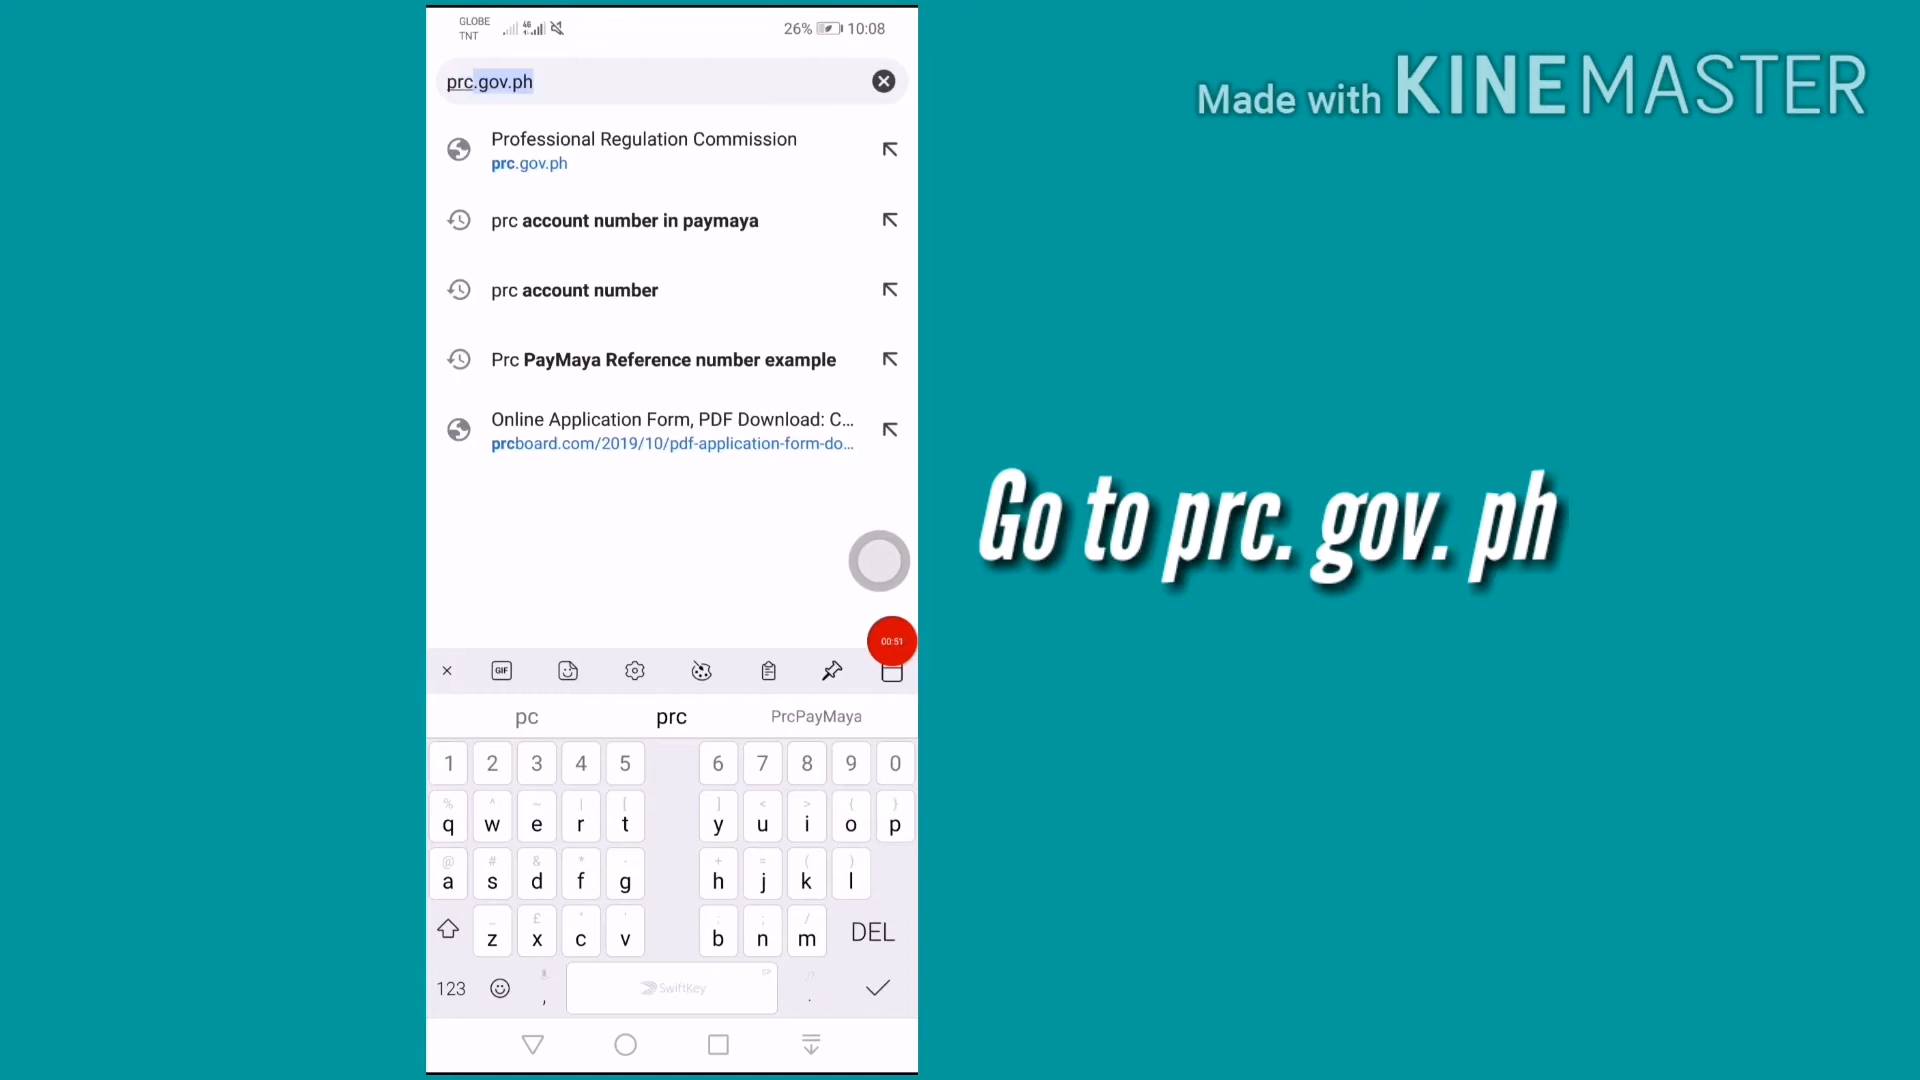 GLOBE
TNT
4G
26% 10:08
Made with KINEMASTER
prc.gov.ph
Professional Regulation Commission
prc.gov.ph
prc account number in paymaya
prc account number
Prc PayMaya Reference number example
Online Application Form, PDF Download: C...
prcboard.com/2019/10/pdf-application-form-do...
Go to prc. gov. ph
00:51
GIF
pc prc PrcPayMaya
1 2 3 4 5 6 7 8 9 0
% ^ ~ | [ ] < > { }
q w e r t y u i o p
@ # & * - + = ( )
a s d f g h j k l
_ £ " ' : ; /
z x c v b n m DEL
123 , SwiftKey .